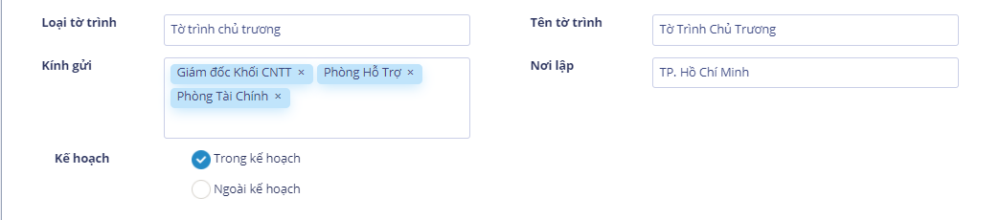 Loại tờ trình
Tờ trình chủ trương
Tên tờ trình
Tờ Trình Chủ Trương
Kính gửi
Giám đốc Khối CNTT × Phòng Hỗ Trợ ×
Phòng Tài Chính ×
Nơi lập
TP. Hồ Chí Minh
Kế hoạch
Trong kế hoạch
Ngoài kế hoạch